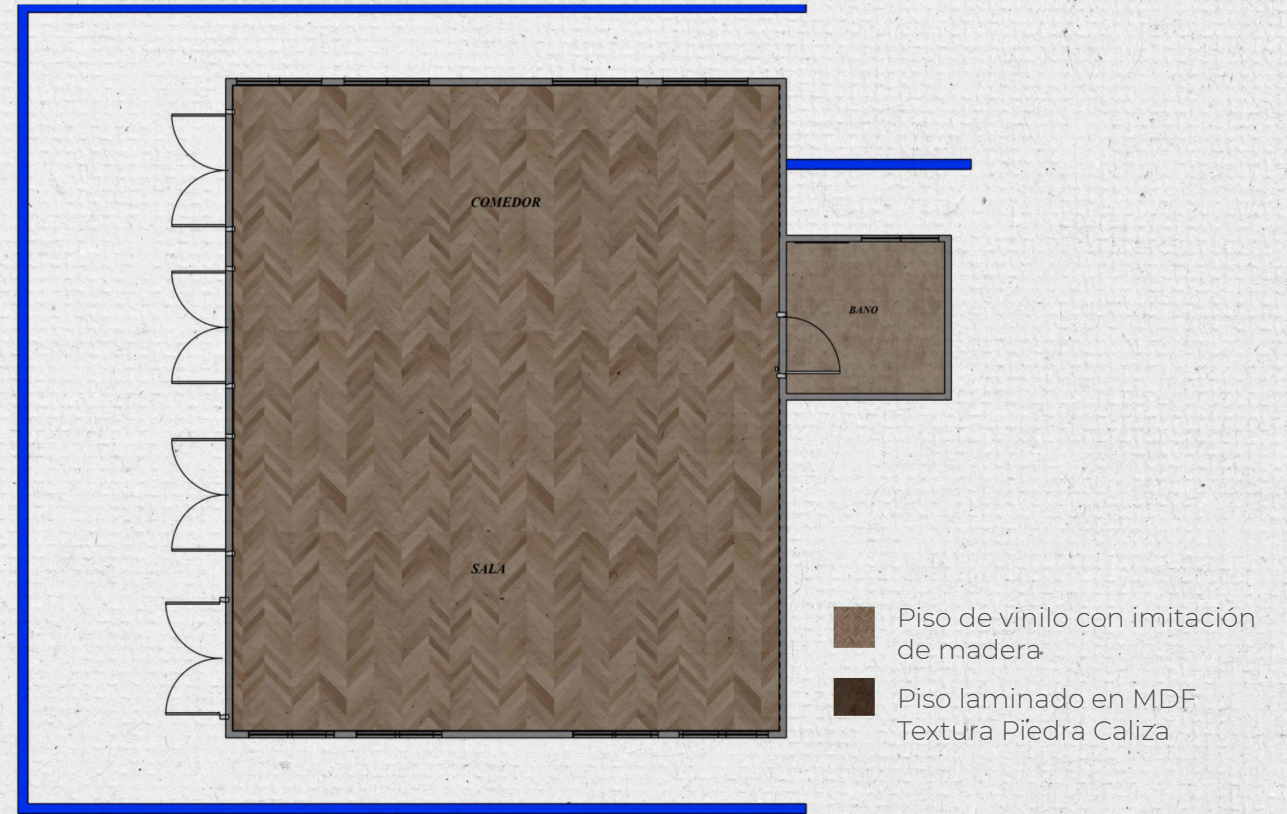 COMEDOR
BANO
SALA
Piso de vinilo con imitación
de madera
Piso laminado en MDF
Textura Piedra Caliza